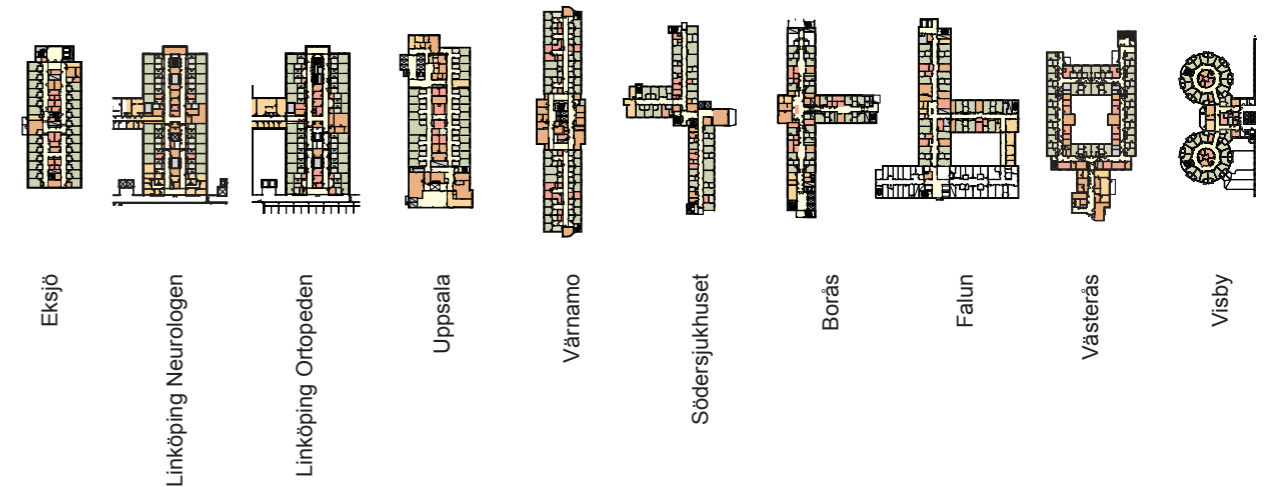 Eksjö
Linköping Neurologen
Linköping Ortopeden
Uppsala
Värnamo
Södersjukhuset
Borås
Falun
Västerås
Visby